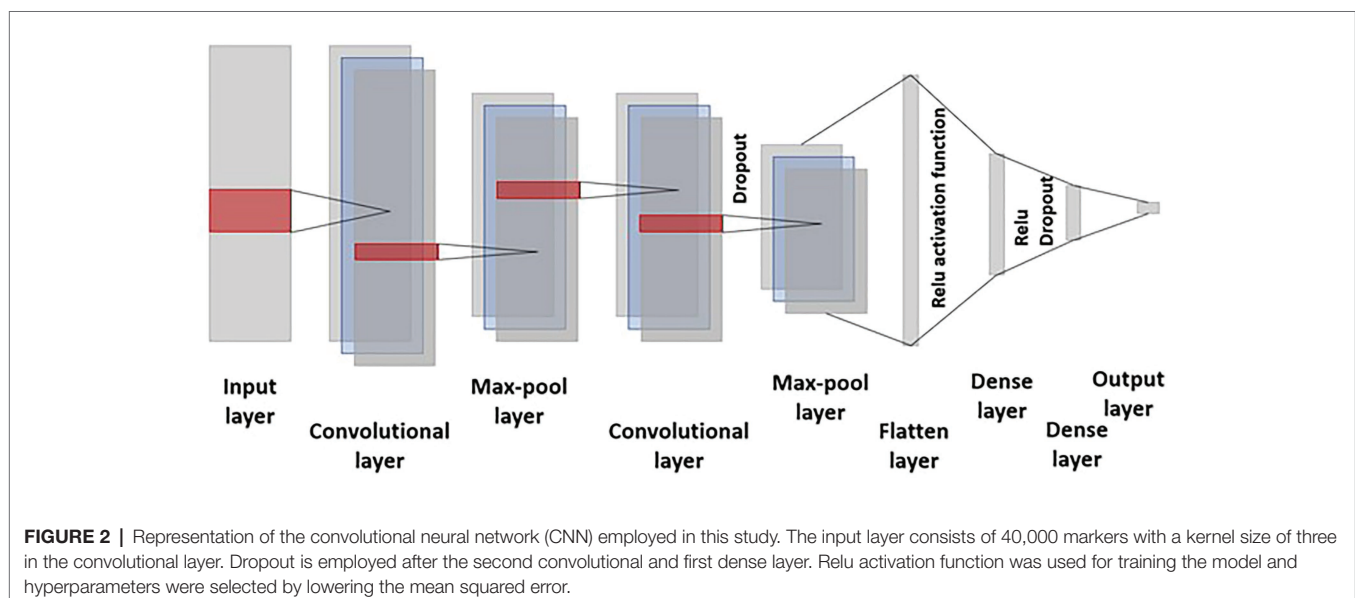 Dropout
Relu activation function
Relu
Dropout
Input
layer
Convolutional
layer
Max-pool
layer
Convolutional
layer
Max-pool
layer
Flatten
layer
Dense
layer
Dense
layer
Output
layer
FIGURE 2 | Representation of the convolutional neural network (CNN) employed in this study. The input layer consists of 40,000 markers with a kernel size of three
in the convolutional layer. Dropout is employed after the second convolutional and first dense layer. Relu activation function was used for training the model and
hyperparameters were selected by lowering the mean squared error.